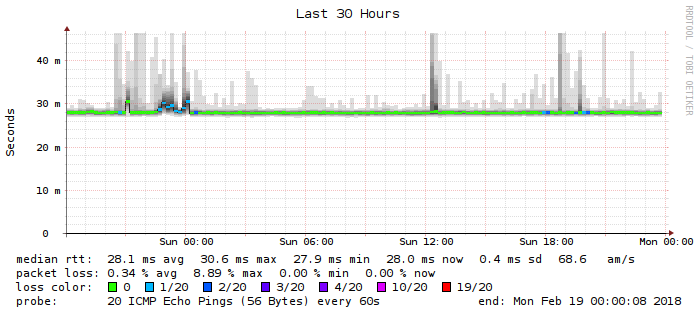 Last 30 Hours
RRDTOOL / TOBI OETIKER
Seconds
40 m
30 m
20 m
10 m
0
Sun 00:00 Sun 06:00 Sun 12:00 Sun 18:00 Mon 00:00
median rtt: 28.1 ms avg 30.6 ms max 27.9 ms min 28.0 ms now 0.4 ms sd 68.6 am/s
packet loss: 0.34 % avg 8.89 % max 0.00 % min 0.00 % now
loss color: 0 1/20 2/20 3/20 4/20 10/20 19/20
probe: 20 ICMP Echo Pings (56 Bytes) every 60s end: Mon Feb 19 00:00:08 2018